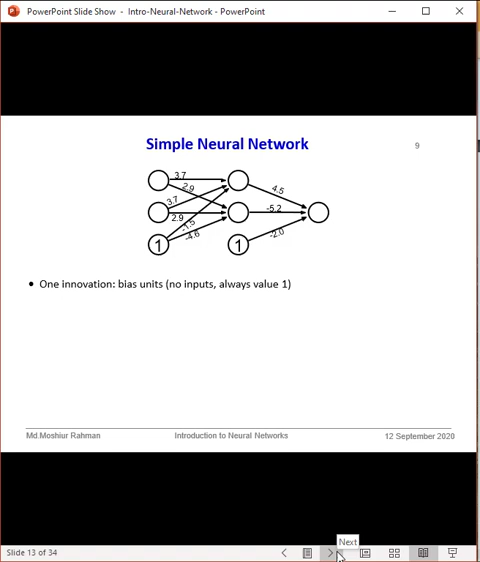 PowerPoint Slide Show - Intro-Neural-Network - PowerPoint
Simple Neural Network
9
3.7
2.9
4.5
3.7
2.9
-5.2
-1.5
-4.6
-2.0
1
1
• One innovation: bias units (no inputs, always value 1)
Md.Moshiur Rahman Introduction to Neural Networks 12 September 2020
Next
Slide 13 of 34